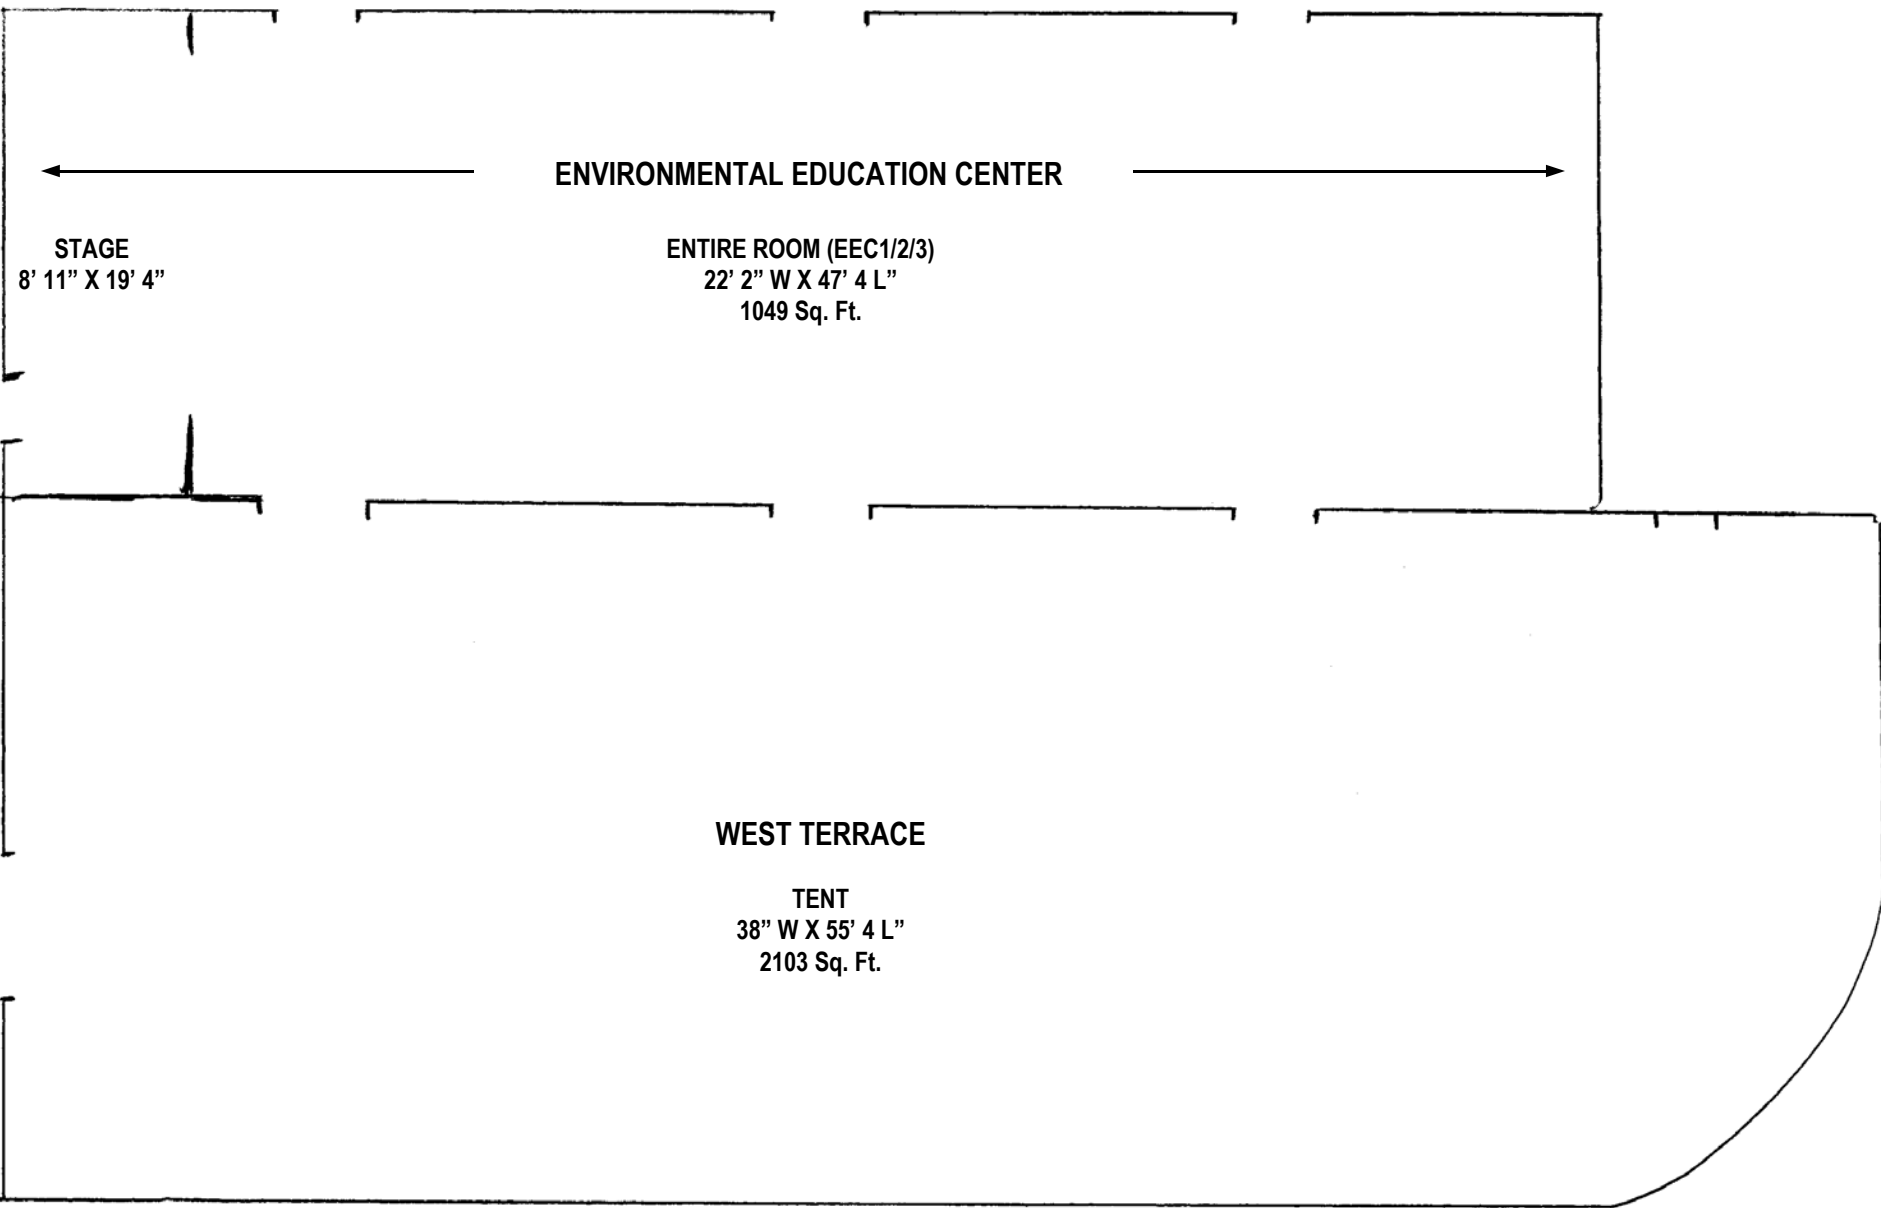 ENVIRONMENTAL EDUCATION CENTER
STAGE
8’ 11” X 19’ 4”
ENTIRE ROOM (EEC1/2/3)
22’ 2” W X 47’ 4 L”
1049 Sq. Ft.
WEST TERRACE
TENT
38” W X 55’ 4 L”
2103 Sq. Ft.